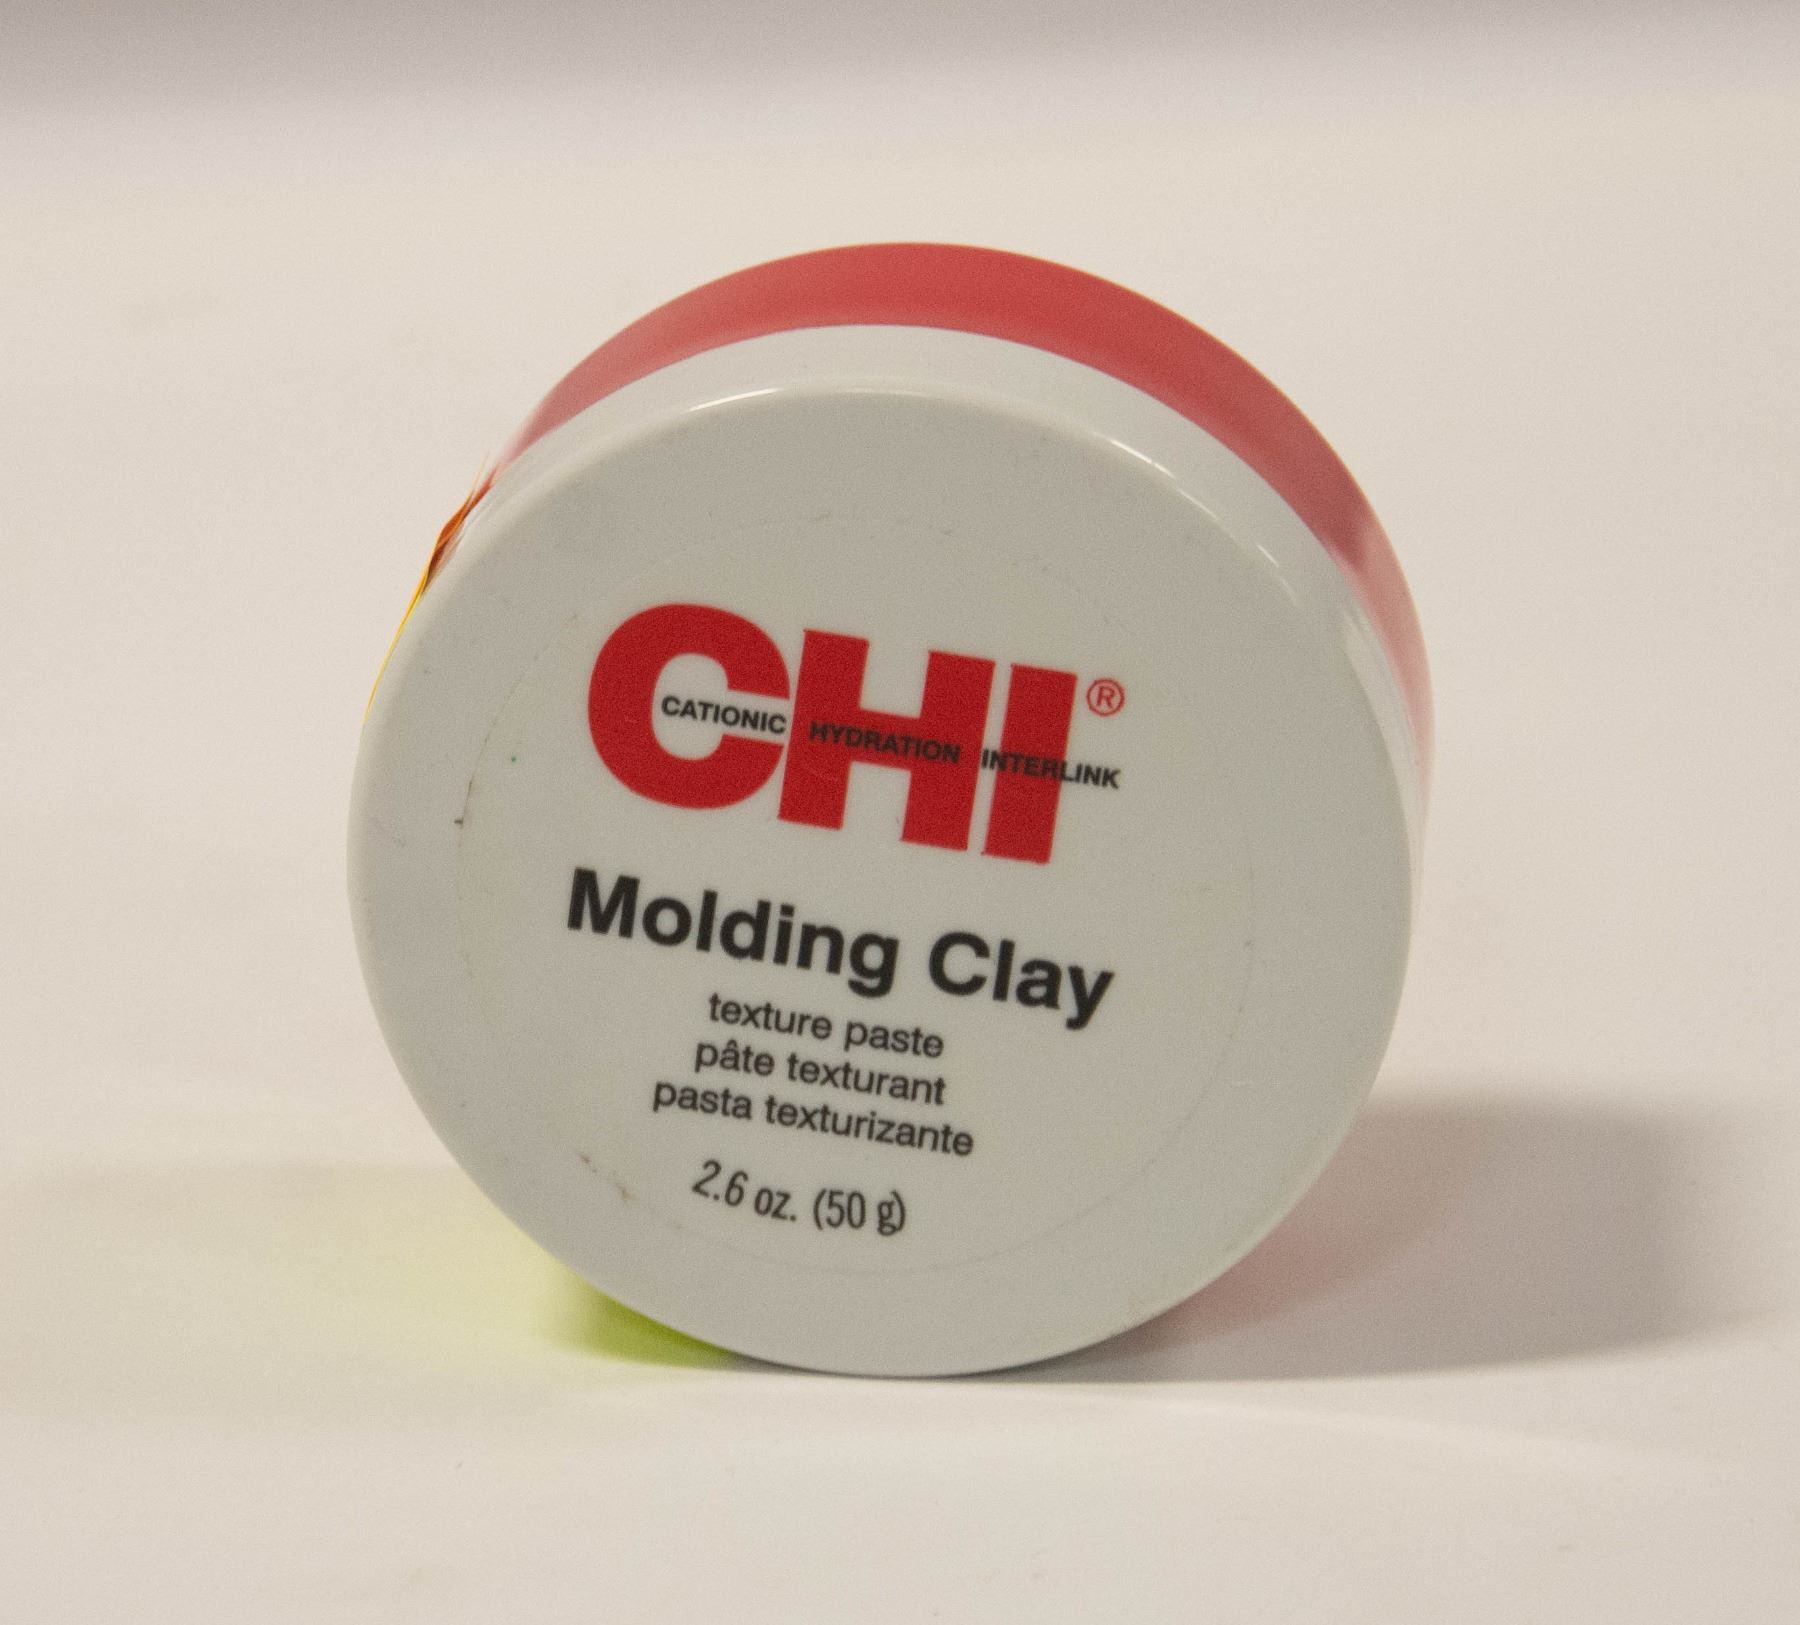 CHI®
CATIONIC HYDRATION INTERLINK
Molding Clay
texture paste
pâte texturant
pasta texturizante
2.6 oz. (50 g)